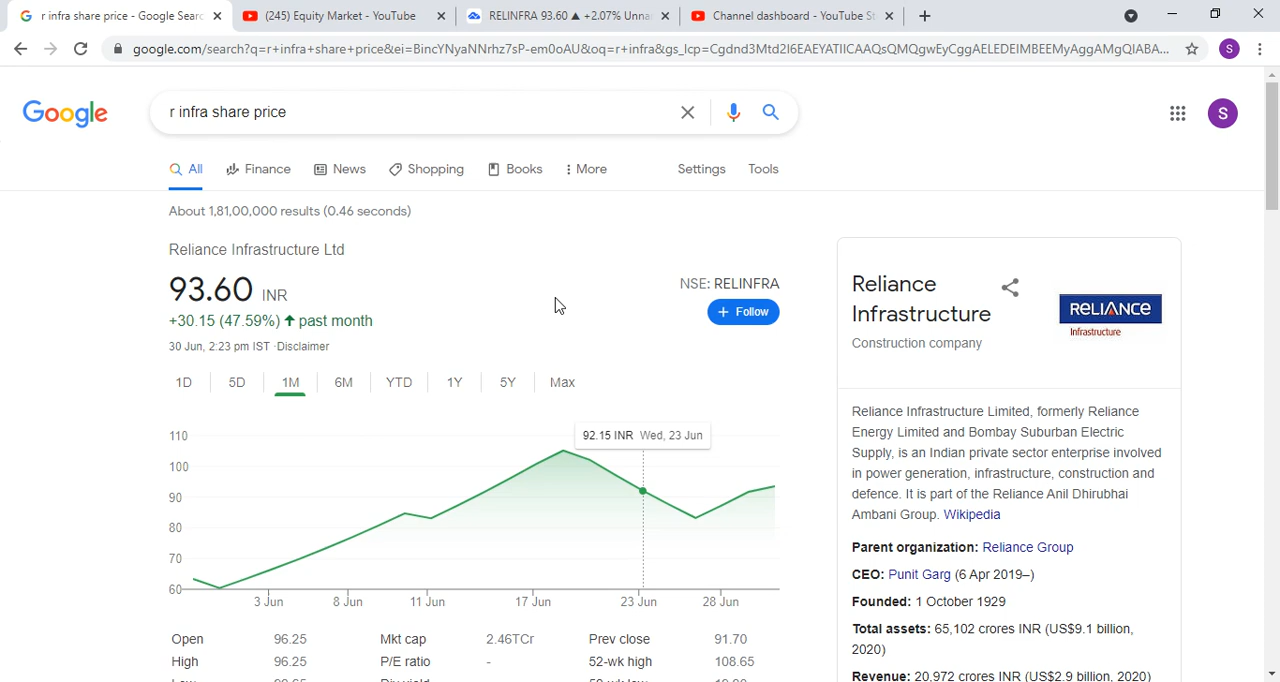 r infra share price - Google Searc
(245) Equity Market - YouTube
RELINFRA 93.60 ▲ +2.07% Unna
Channel dashboard - YouTube St
google.com/search?q=r+infra+share+price&ei=BincYNyaNNrhz7sP-em0oAU&oq=r+infra&gs_lcp=Cgdnd3Mtd2l6EAEYATIICAAQsQMQgwEyCggAELEDEIMBEEMyAggAMgQIABA...
S
Google
r infra share price
S
All
Finance
News
Shopping
Books
More
Settings
Tools
About 1,81,00,000 results (0.46 seconds)
Reliance Infrastructure Ltd
93.60 INR
NSE: RELINFRA
+ Follow
+30.15 (47.59%) ↑ past month
30 Jun, 2:23 pm IST ·Disclaimer
1D 5D 1M 6M YTD 1Y 5Y Max
92.15 INR Wed, 23 Jun
110
100
90
80
70
60
3 Jun 8 Jun 11 Jun 17 Jun 23 Jun 28 Jun
Open 96.25 Mkt cap 2.46TCr Prev close 91.70
High 96.25 P/E ratio - 52-wk high 108.65
Reliance
Infrastructure
Construction company
RELIANCE
Infrastructure
Reliance Infrastructure Limited, formerly Reliance
Energy Limited and Bombay Suburban Electric
Supply, is an Indian private sector enterprise involved
in power generation, infrastructure, construction and
defence. It is part of the Reliance Anil Dhirubhai
Ambani Group. Wikipedia
Parent organization: Reliance Group
CEO: Punit Garg (6 Apr 2019–)
Founded: 1 October 1929
Total assets: 65,102 crores INR (US$9.1 billion,
2020)
Revenue: 20,972 crores INR (US$2.9 billion, 2020)